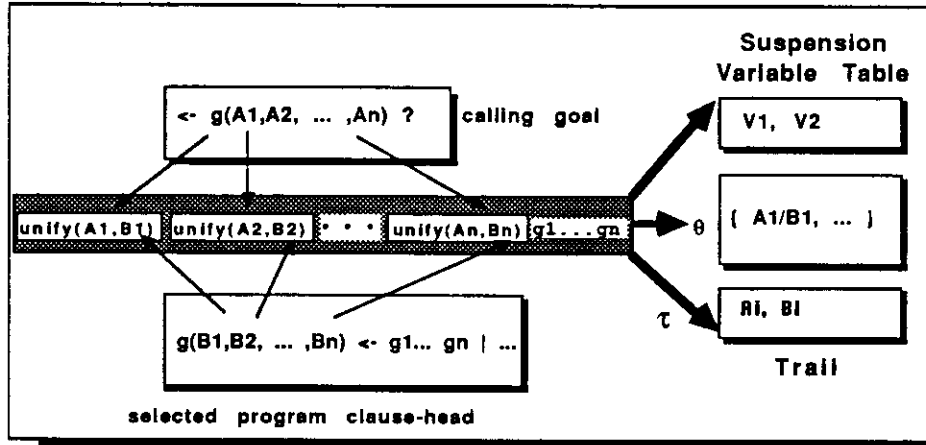 Suspension
Variable Table
<- g(A1,A2, ... ,An) ?
calling goal
V1, V2
unify(A1,B1)
unify(A2,B2)
. . .
unify(An,Bn)
g1...gn
θ
{ A1/B1, ... }
g(B1,B2, ... ,Bn) <- g1... gn | ...
τ
Ai, Bi
Trail
selected program clause-head